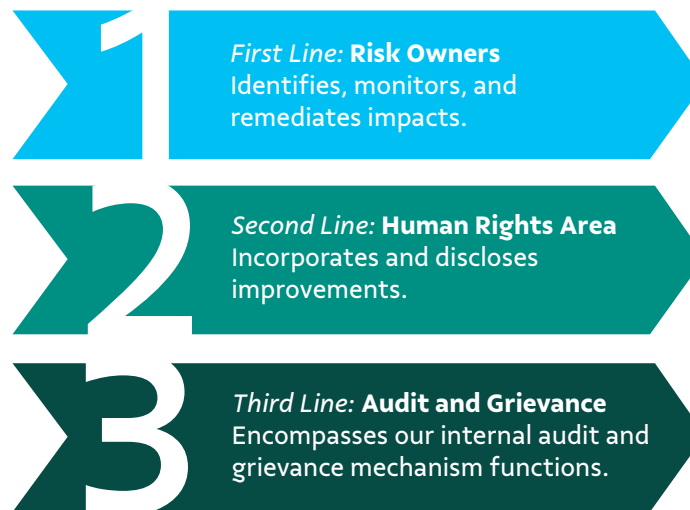 1
First Line: Risk Owners
Identifies, monitors, and
remediates impacts.
2
Second Line: Human Rights Area
Incorporates and discloses
improvements.
3
Third Line: Audit and Grievance
Encompasses our internal audit and
grievance mechanism functions.